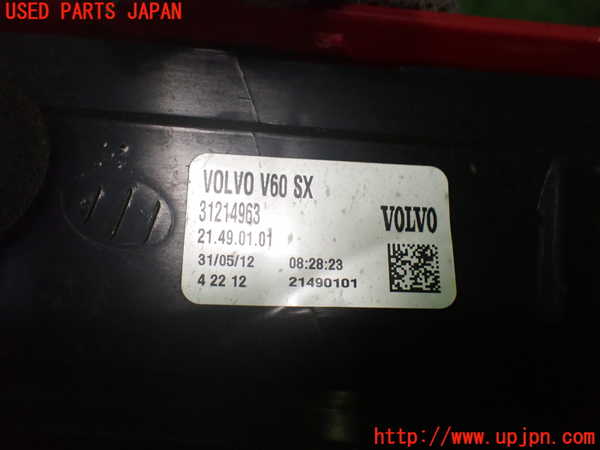 USED PARTS JAPAN
VOLVO V60 SX
31214963
VOLVO
21.49.01.01
31/05/12 08:28:23
4 22 12 21490101
https://www.upjpn.com/